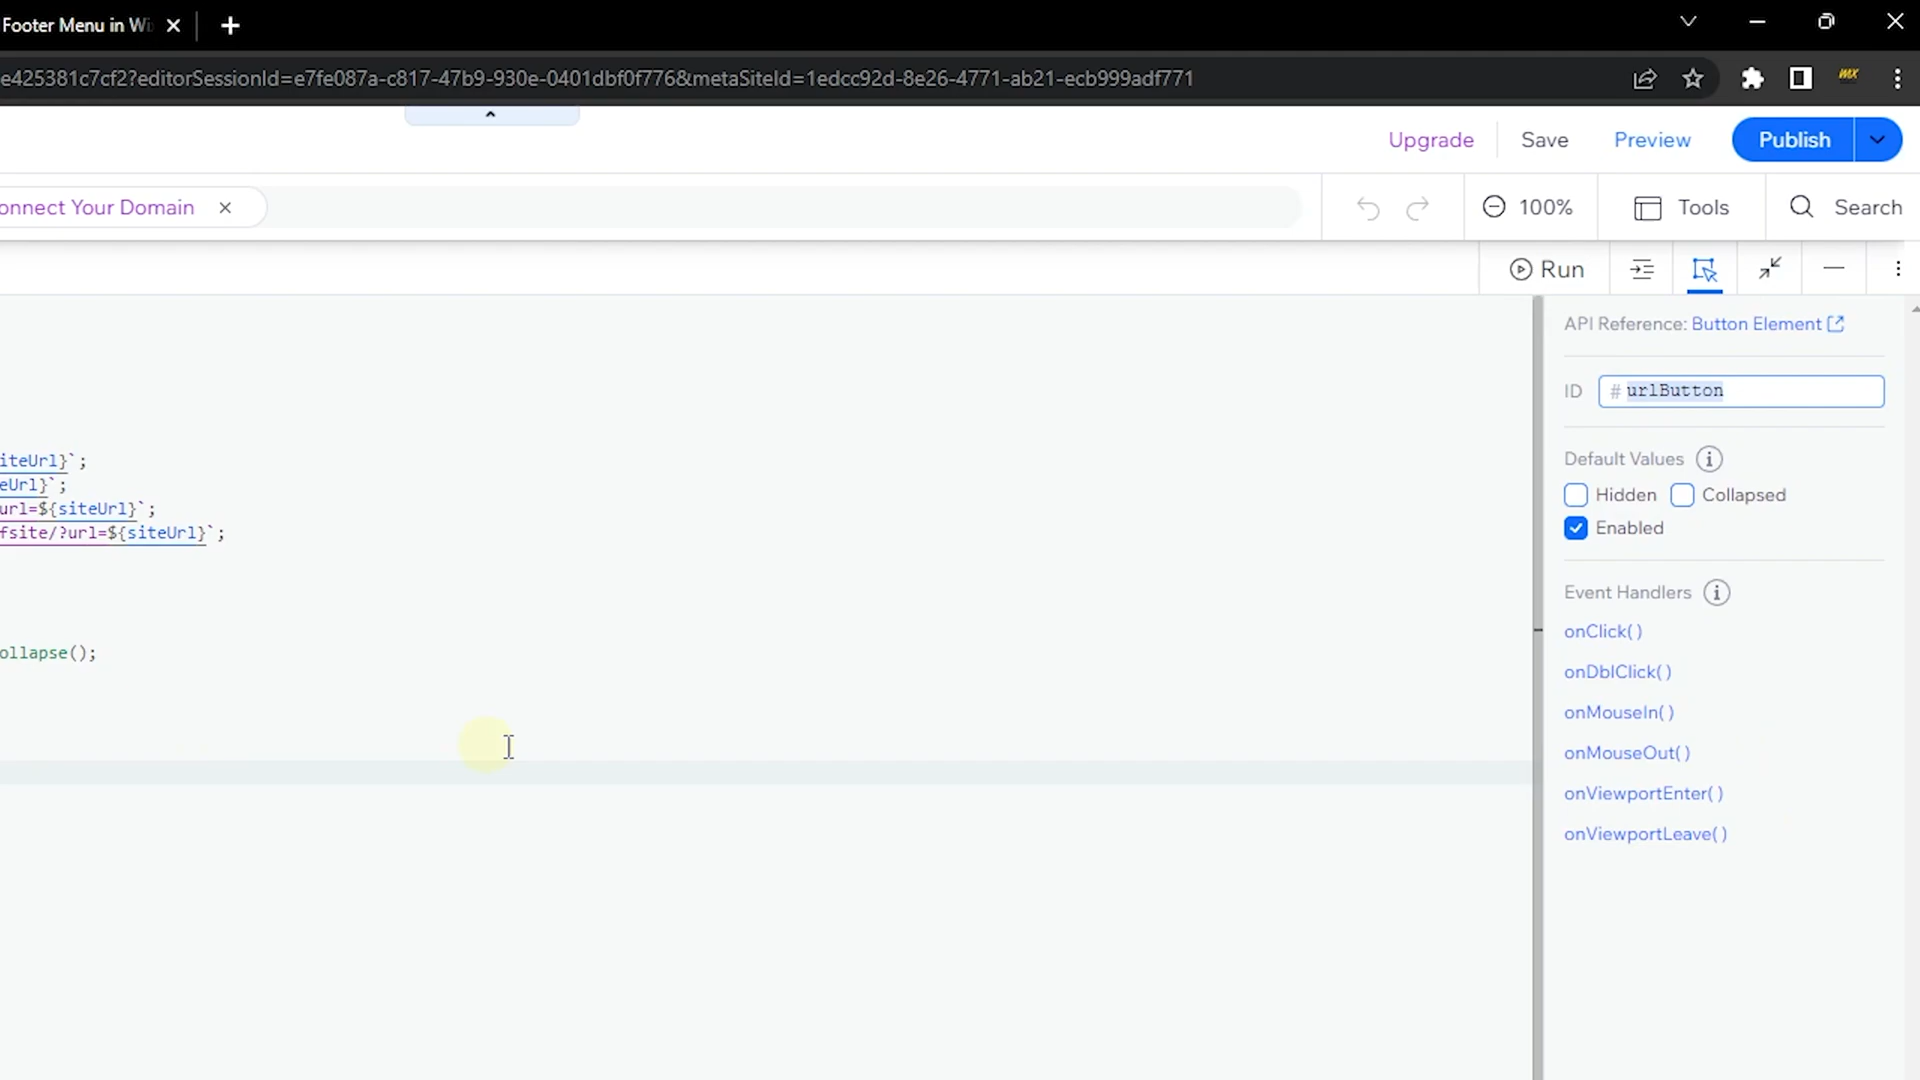 Footer Menu in Wi
e425381c7cf2?editorSessionId=e7fe087a-c817-47b9-930e-0401dbf0f776&metaSiteId=1edcc92d-8e26-4771-ab21-ecb999adf771
Upgrade Save Preview Publish
onnect Your Domain 100% Tools Search
Run
API Reference: Button Element
ID # urlButton
iteUrl}`;
Default Values
eUrl}`;
Hidden Collapsed
url=${siteUrl}`;
Enabled
fsite/?url=${siteUrl}`;
Event Handlers
onClick( )
ollapse();
onDblClick( )
onMouseIn( )
onMouseOut( )
onViewportEnter( )
onViewportLeave( )